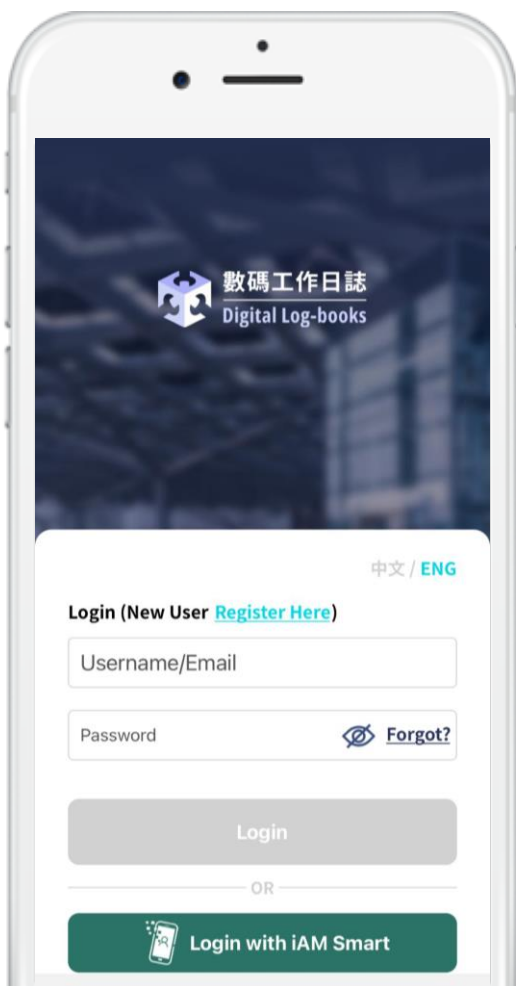 數碼工作日誌
Digital Log-books
中文 / ENG
Login (New User Register Here)
Username/Email
Password Forgot?
Login
OR
Login with iAM Smart